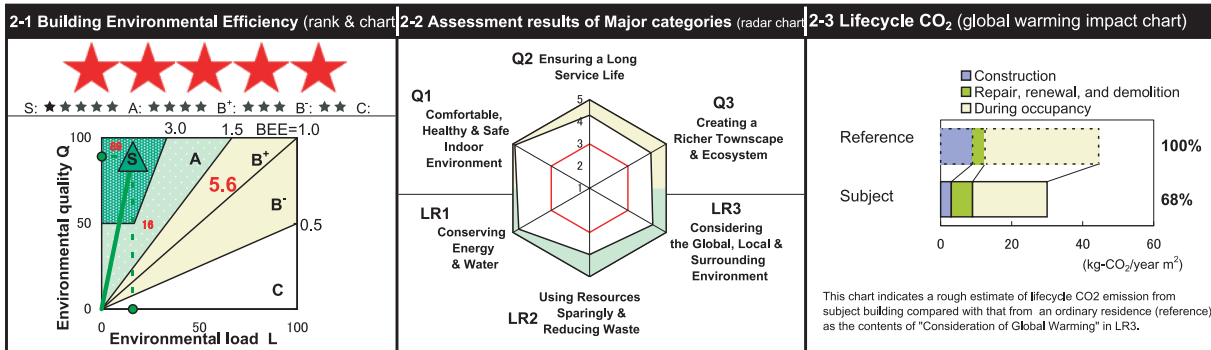 2-1 Building Environmental Efficiency (rank & chart
S: ★★★★★ A: ★★★★ B⁺: ★★★ B⁻: ★★ C:
3.0 1.5 BEE=1.0
100
S A B⁺
5.6
B⁻
50
16
0.5
C
0
0 50 100
Environmental quality Q
Environmental load L
2-2 Assessment results of Major categories (radar chart
Q2 Ensuring a Long
Service Life
Q1
Comfortable,
Healthy & Safe
Indoor
Environment
Q3
Creating a
Richer Townscape
& Ecosystem
5
4
3
2
1
LR1
Conserving
Energy
& Water
LR3
Considering
the Global, Local &
Surrounding
Environment
Using Resources
LR2 Sparingly &
Reducing Waste
2-3 Lifecycle CO₂ (global warming impact chart)
Construction
Repair, renewal, and demolition
During occupancy
Reference 100%
Subject 68%
0 20 40 60
(kg-CO₂/year m²)
This chart indicates a rough estimate of lifecycle CO2 emission from
subject building compared with that from an ordinary residence (reference)
as the contents of "Consideration of Global Warming" in LR3.